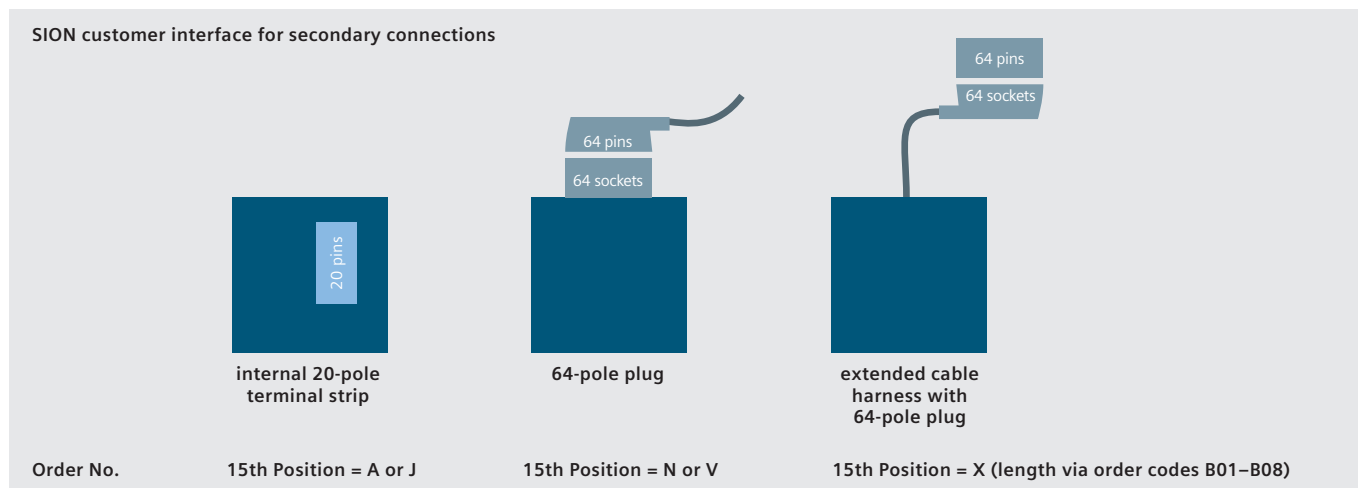 SION customer interface for secondary connections
64 pins
64 sockets
64 pins
64 sockets
20 pins
internal 20-pole
terminal strip
64-pole plug
extended cable
harness with
64-pole plug
Order No. 15th Position = A or J 15th Position = N or V 15th Position = X (length via order codes B01–B08)